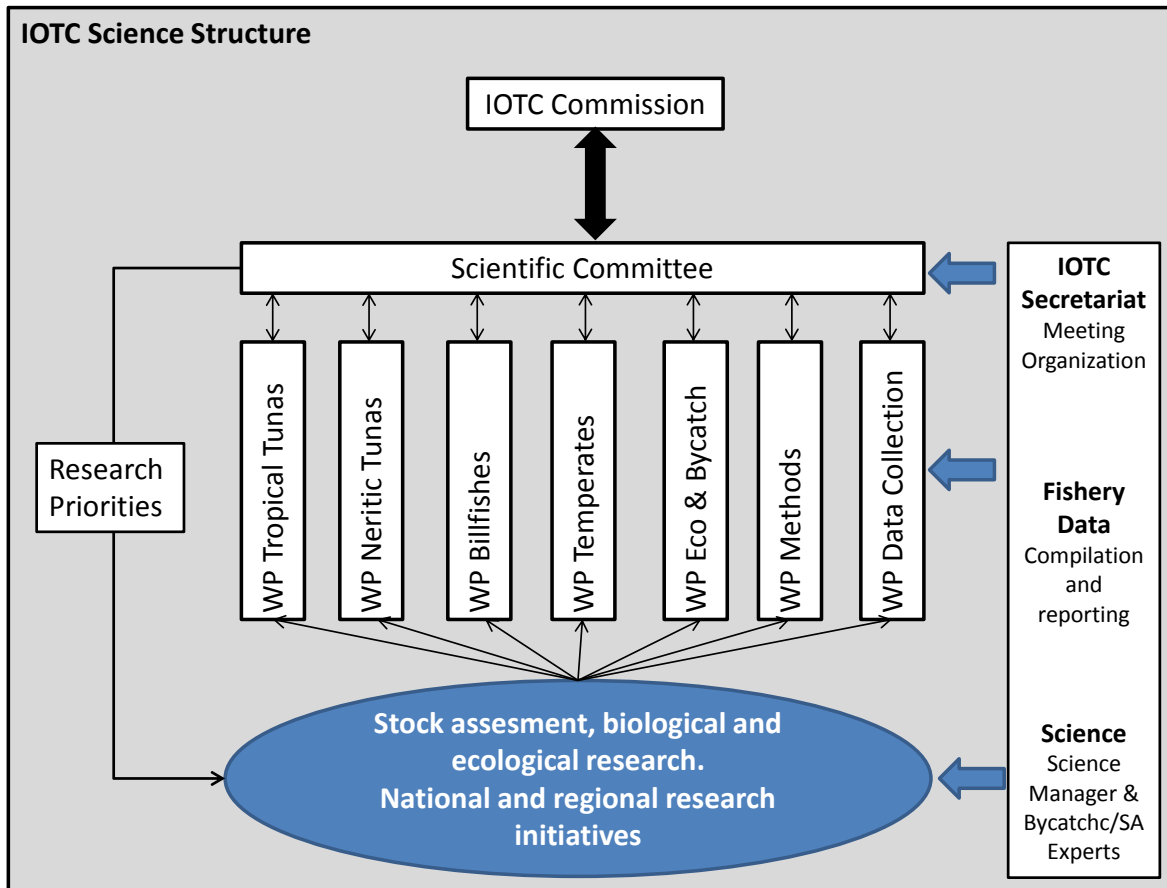 IOTC Science Structure
IOTC Commission
Scientific Committee
WP Tropical Tunas
WP Neritic Tunas
WP Billfishes
WP Temperates
WP Eco & Bycatch
WP Methods
WP Data Collection
Research
Priorities
Stock assesment, biological and
ecological research.
National and regional research
initiatives
IOTC
Secretariat
Meeting
Organization
Fishery
Data
Compilation
and
reporting
Science
Science
Manager &
Bycatchc/SA
Experts